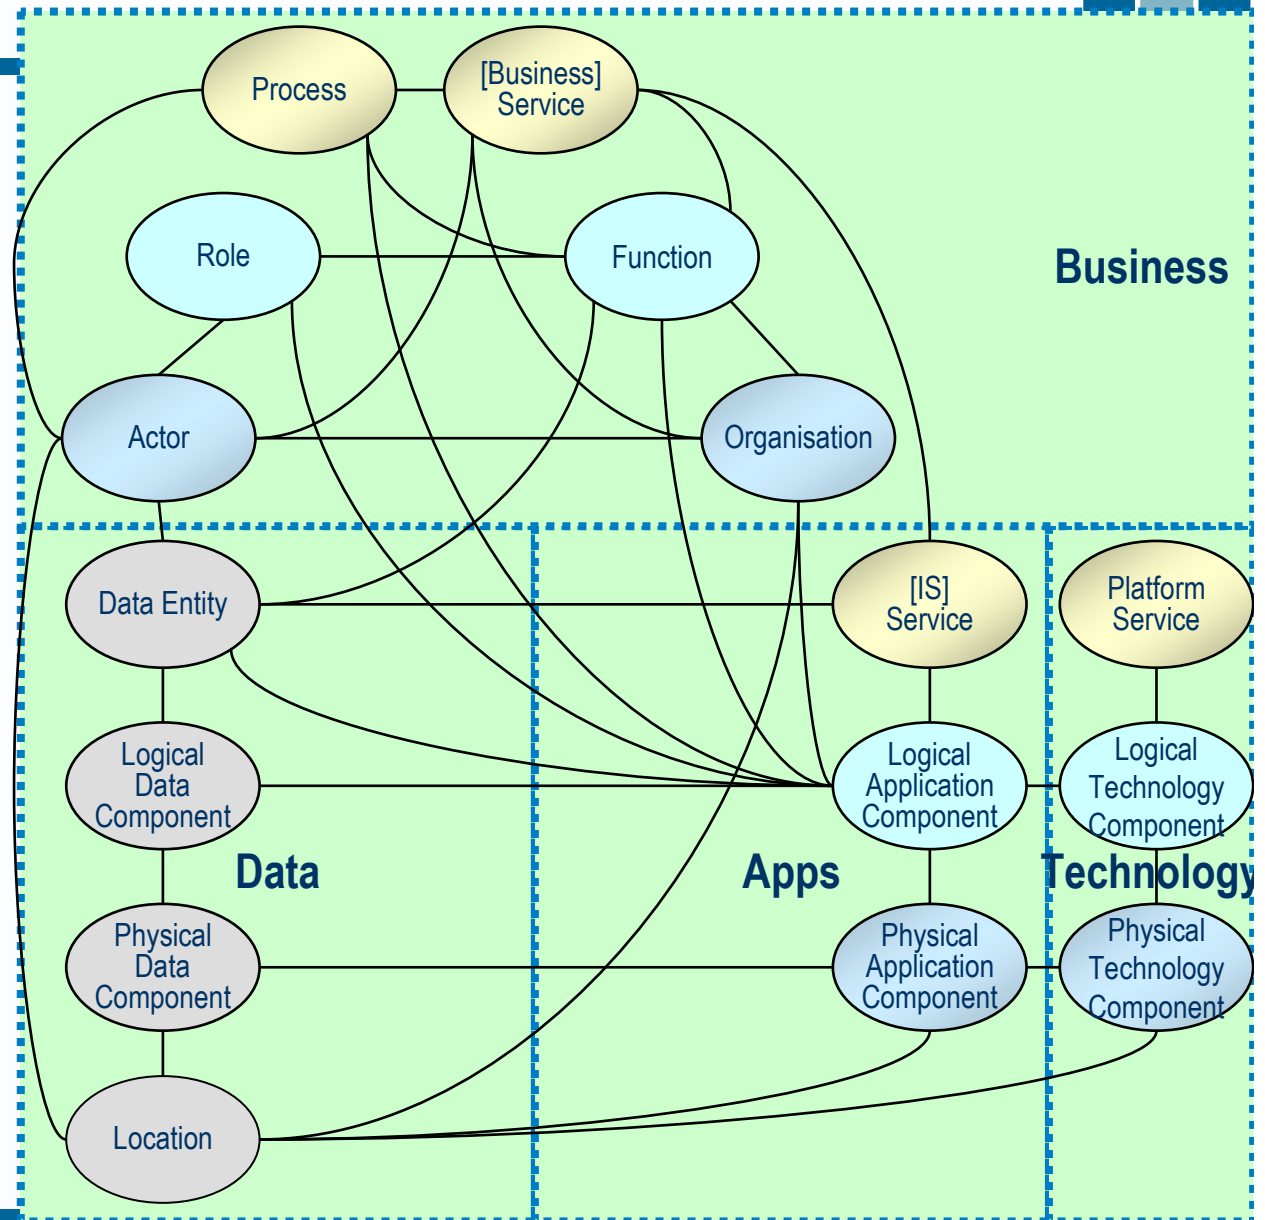 Process
[Business]
Service
Role
Function
Business
Actor
Organisation
Data Entity
[IS]
Service
Platform
Service
Logical
Data
Component
Logical
Application
Component
Logical
Technology
Component
Data
Apps
Technology
Physical
Data
Component
Physical
Application
Component
Physical
Technology
Component
Location